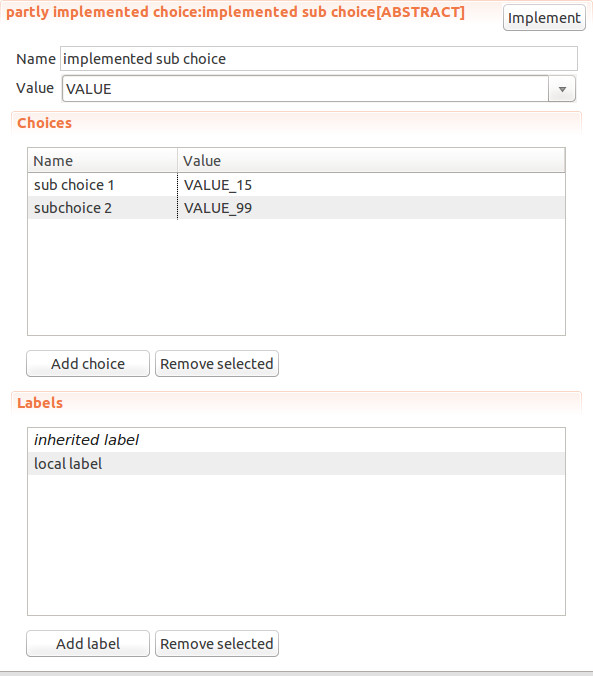 partly implemented choice:implemented sub choice[ABSTRACT] Implement
Name implemented sub choice
Value VALUE
Choices
Name Value
sub choice 1 VALUE_15
subchoice 2 VALUE_99
Add choice Remove selected
Labels
inherited label
local label
Add label Remove selected